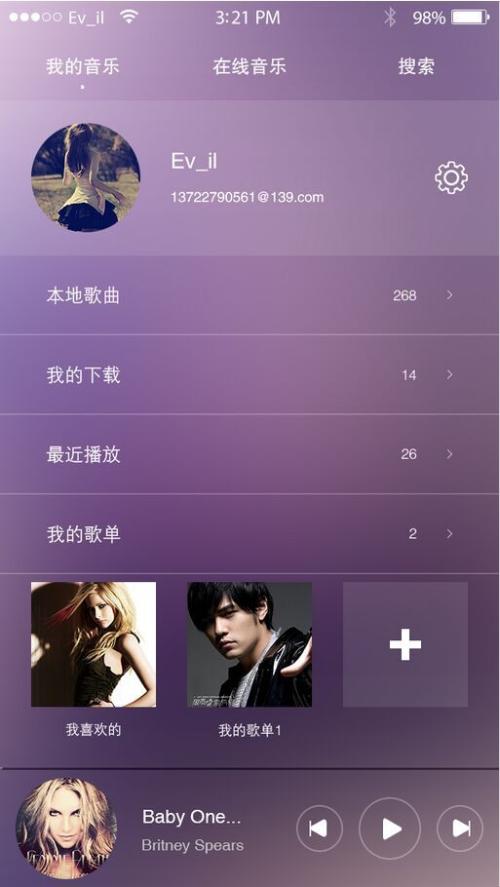 Ev_il
3:21 PM
98%
我的音乐
在线音乐
搜索
Ev_il
13722790561@139.com
本地歌曲
268
我的下载
14
最近播放
26
我的歌单
2
我喜欢的
我的歌单1
Baby One...
Britney Spears